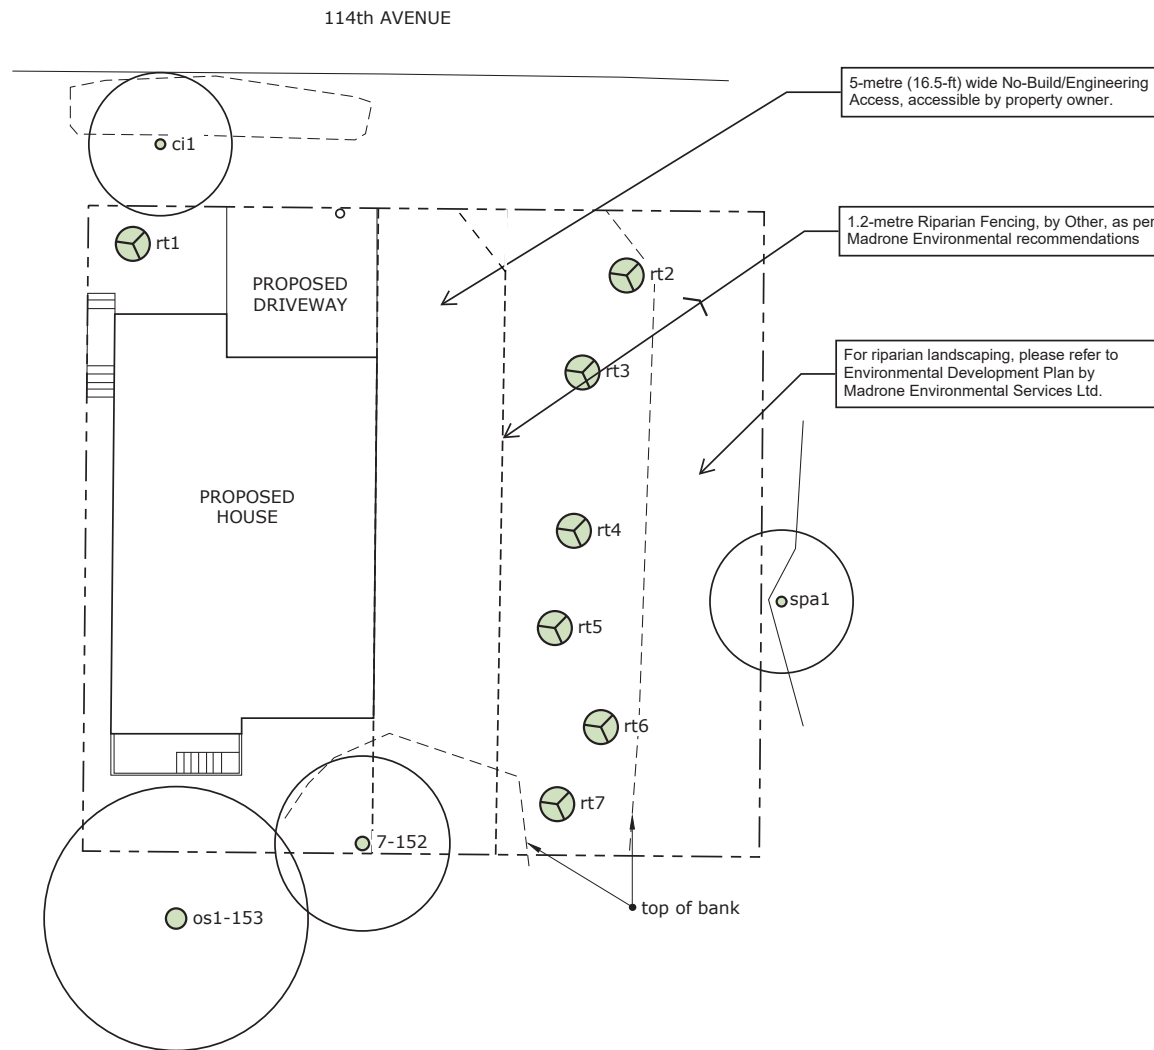 114th AVENUE
5-metre (16.5-ft) wide No-Build/Engineering
Access, accessible by property owner.
ci1
1.2-metre Riparian Fencing, by Other, as per
Madrone Environmental recommendations
rt1
rt2
PROPOSED
DRIVEWAY
rt3
For riparian landscaping, please refer to
Environmental Development Plan by
Madrone Environmental Services Ltd.
PROPOSED
HOUSE
rt4
spa1
rt5
rt6
rt7
7-152
os1-153
top of bank